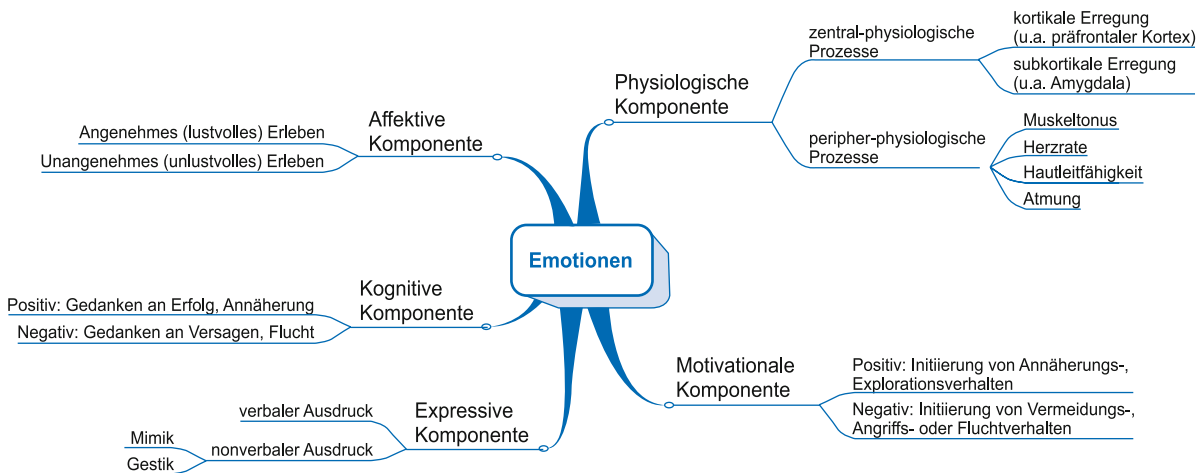 Emotionen
Physiologische
Komponente
zentral-physiologische
Prozesse
kortikale Erregung
(u.a. präfrontaler Kortex)
subkortikale Erregung
(u.a. Amygdala)
peripher-physiologische
Prozesse
Muskeltonus
Herzrate
Hautleitfähigkeit
Atmung
Affektive
Komponente
Angenehmes (lustvolles) Erleben
Unangenehmes (unlustvolles) Erleben
Kognitive
Komponente
Positiv: Gedanken an Erfolg, Annäherung
Negativ: Gedanken an Versagen, Flucht
Expressive
Komponente
verbaler Ausdruck
nonverbaler Ausdruck
Mimik
Gestik
Motivationale
Komponente
Positiv: Initiierung von Annäherungs-,
Explorationsverhalten
Negativ: Initiierung von Vermeidungs-,
Angriffs- oder Fluchtverhalten